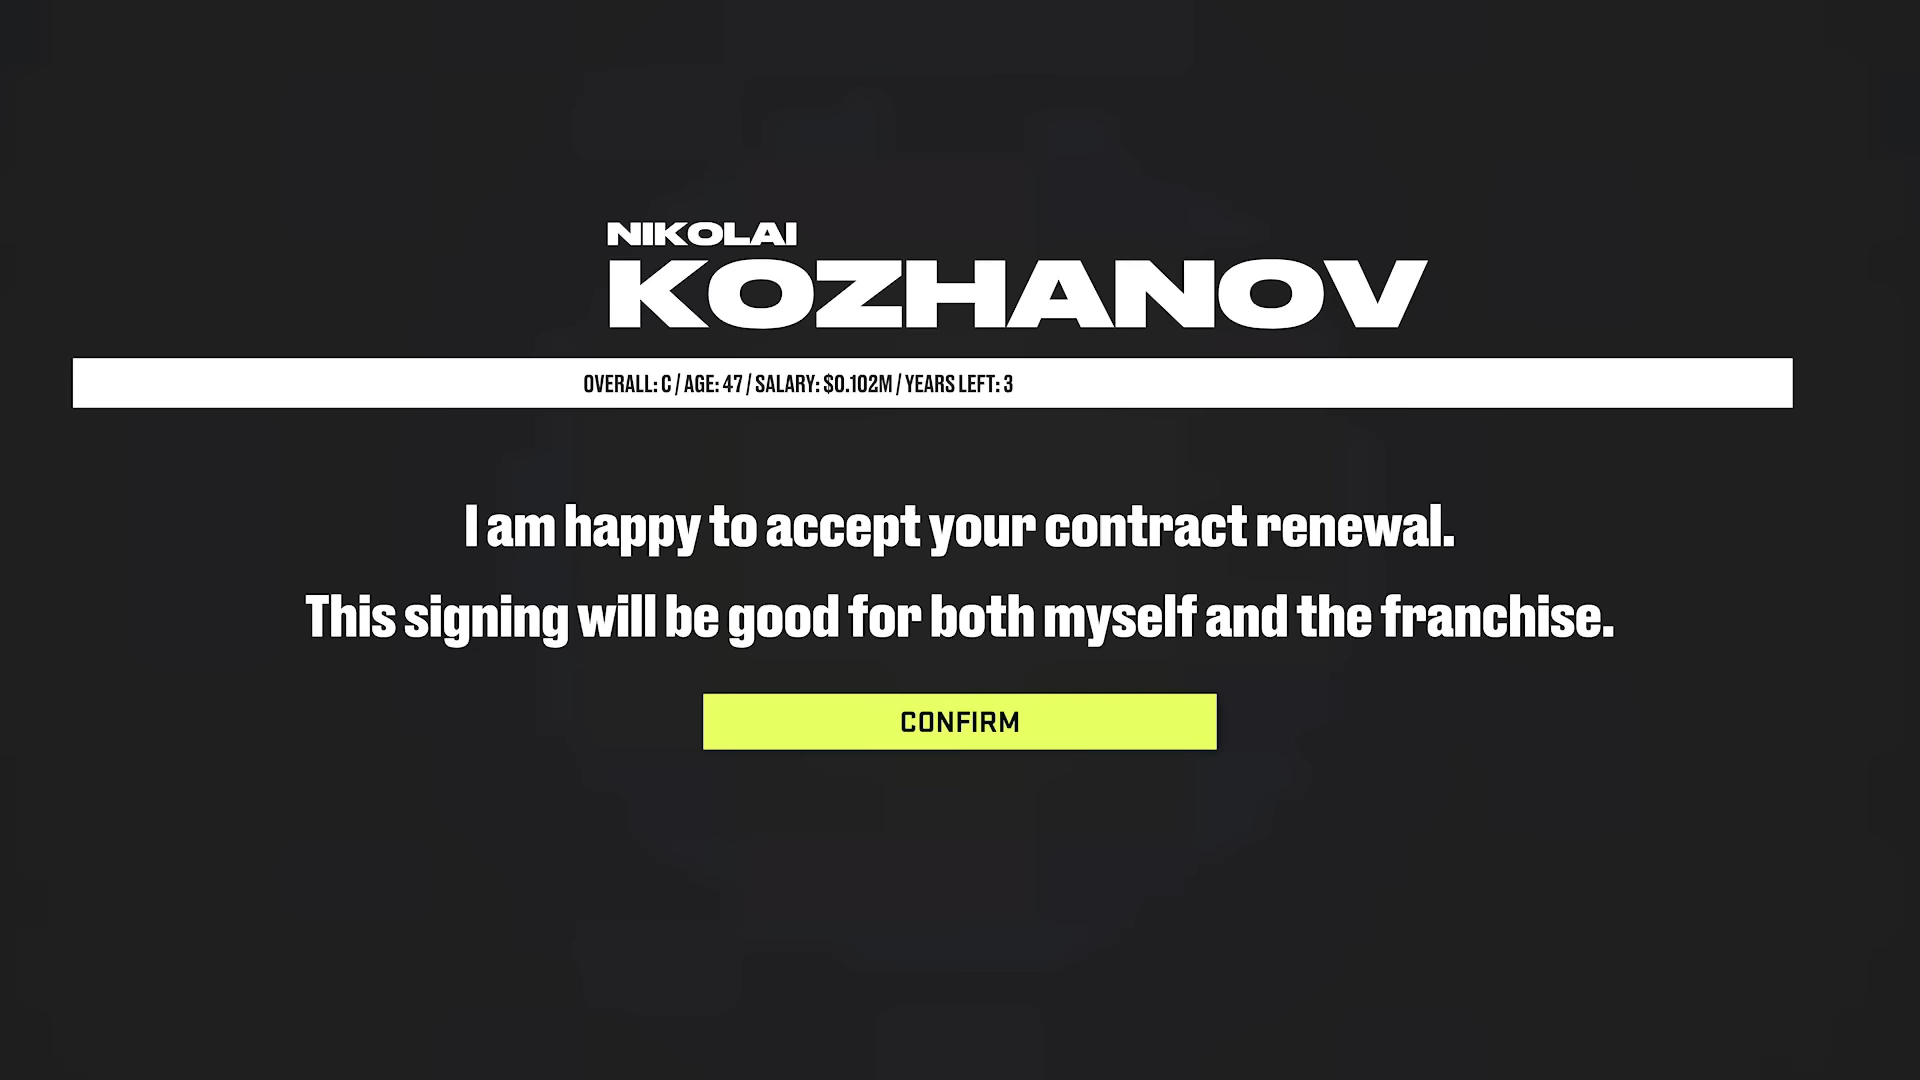 NIKOLAI
KOZHANOV
OVERALL: C / AGE: 47 / SALARY: $0.102M / YEARS LEFT: 3
I am happy to accept your contract renewal.
This signing will be good for both myself and the franchise.
CONFIRM